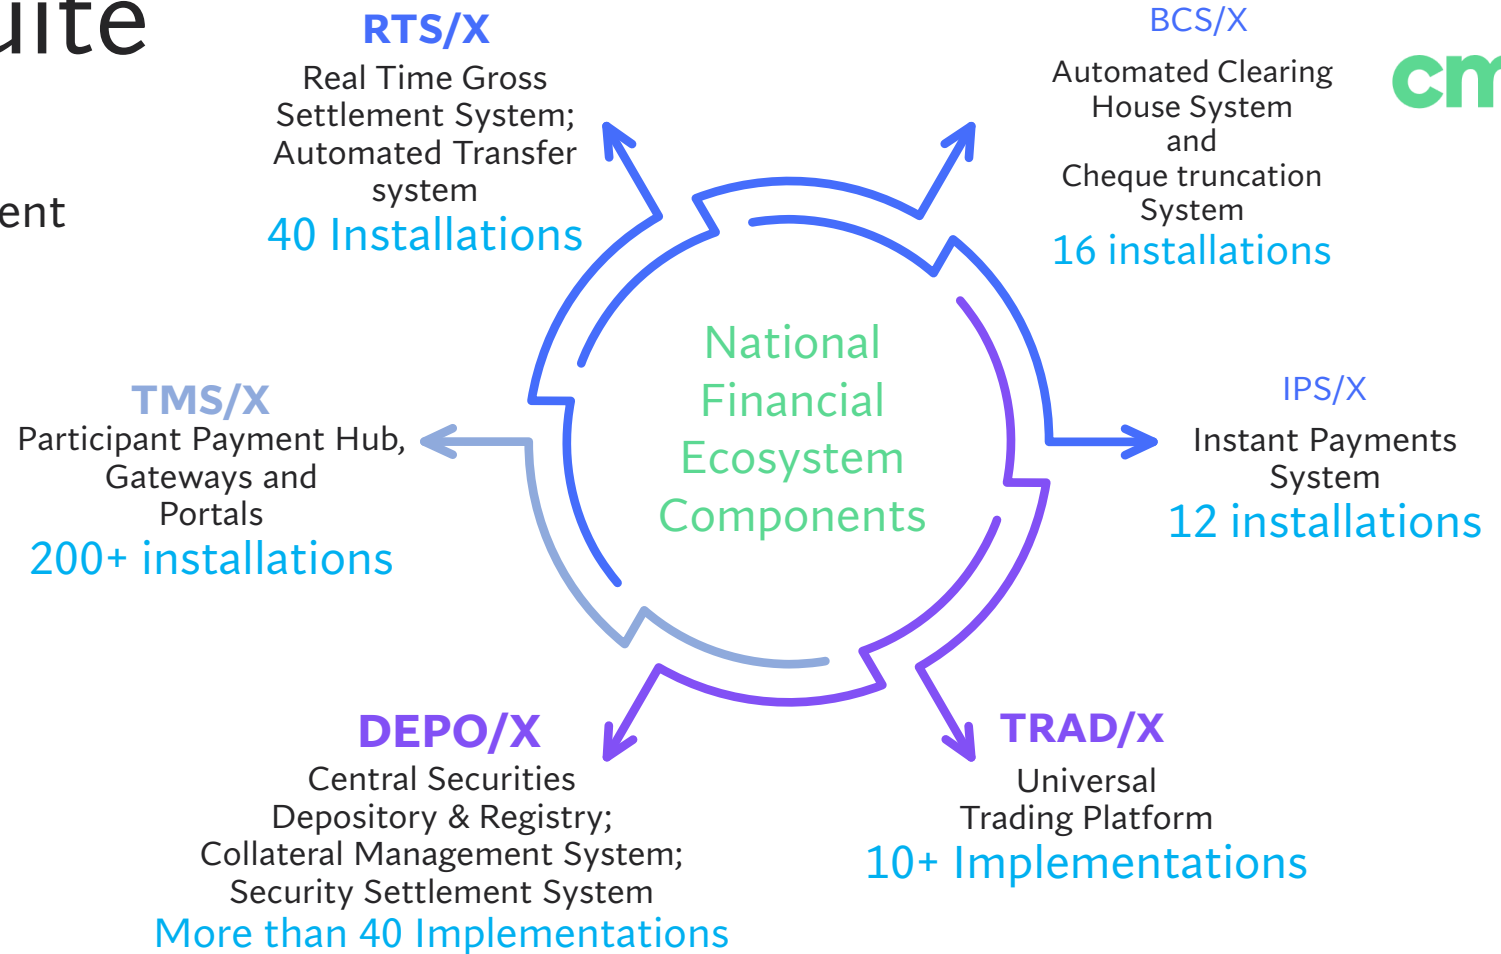 RTS/X
Real Time Gross
Settlement System;
Automated Transfer
system
40 Installations
BCS/X
Automated Clearing
House System
and
Cheque truncation
System
16 installations
National
Financial
Ecosystem
Components
TMS/X
Participant Payment Hub,
Gateways and
Portals
200+ installations
IPS/X
Instant Payments
System
12 installations
DEPO/X
Central Securities
Depository & Registry;
Collateral Management System;
Security Settlement System
More than 40 Implementations
TRAD/X
Universal
Trading Platform
10+ Implementations